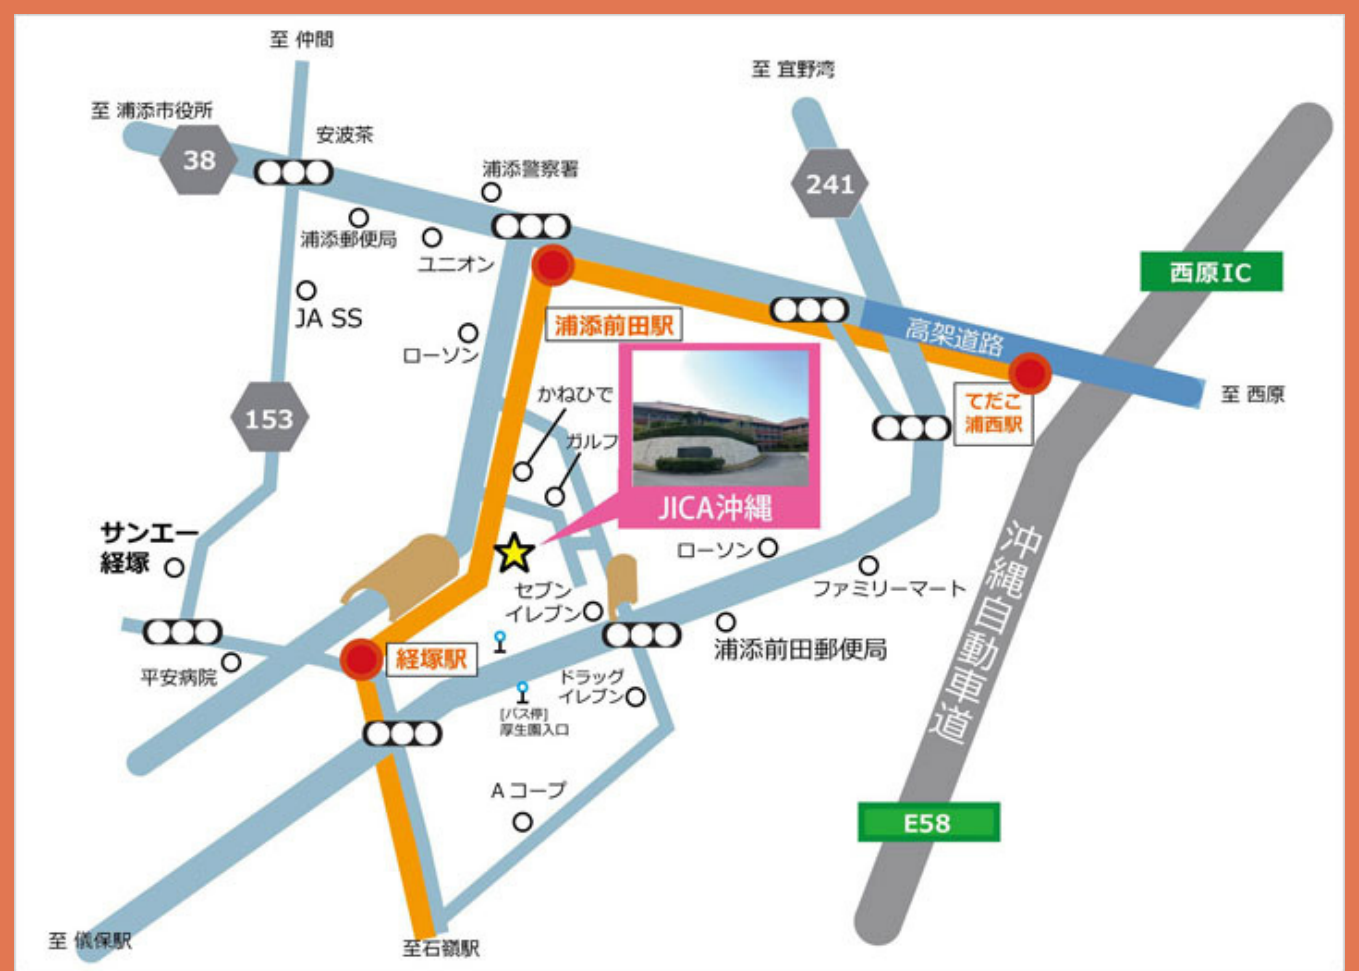 至 仲間
至 宜野湾
至 浦添市役所
安波茶
38
浦添警察署
241
浦添郵便局
ユニオン
西原IC
JA SS
浦添前田駅
高架道路
ローソン
至 西原
かねひで
てだこ
浦西駅
153
ガルフ
JICA沖縄
サンエー
経塚
ローソン
沖縄自動車道
セブン
イレブン
ファミリーマート
浦添前田郵便局
経塚駅
平安病院
ドラッグ
イレブン
[バス停]
厚生園入口
A コープ
E58
至 儀保駅
至石嶺駅